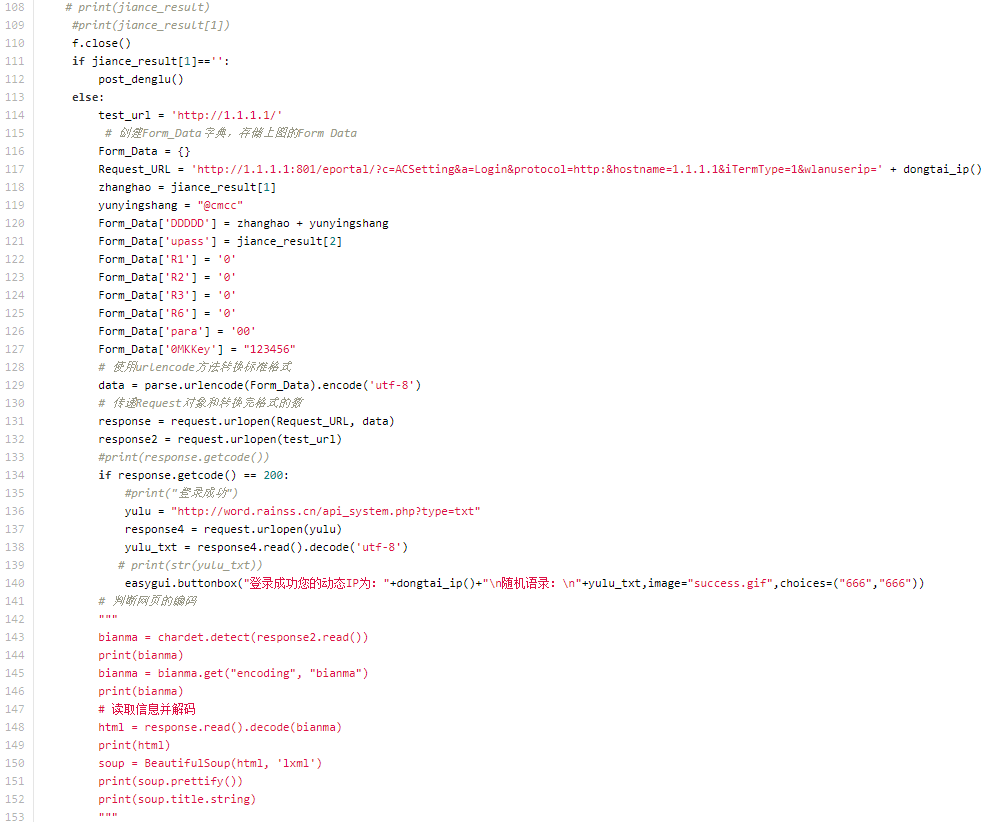 108 # print(jiance_result)
109 #print(jiance_result[1])
110 f.close()
111 if jiance_result[1]=='':
112 post_denglu()
113 else:
114 test_url = 'http://1.1.1.1/'
115 # 创建Form_Data字典，存储上图的Form Data
116 Form_Data = {}
117 Request_URL = 'http://1.1.1.1:801/eportal/?c=ACSetting&a=Login&protocol=http:&hostname=1.1.1.1&iTermType=1&wlanuserip=' + dongtai_ip()
118 zhanghao = jiance_result[1]
119 yunyingshang = "@cmcc"
120 Form_Data['DDDDD'] = zhanghao + yunyingshang
121 Form_Data['upass'] = jiance_result[2]
122 Form_Data['R1'] = '0'
123 Form_Data['R2'] = '0'
124 Form_Data['R3'] = '0'
125 Form_Data['R6'] = '0'
126 Form_Data['para'] = '00'
127 Form_Data['0MKKey'] = "123456"
128 # 使用urlencode方法转换标准格式
129 data = parse.urlencode(Form_Data).encode('utf-8')
130 # 传递Request对象和转换完格式的数
131 response = request.urlopen(Request_URL, data)
132 response2 = request.urlopen(test_url)
133 #print(response.getcode())
134 if response.getcode() == 200:
135 #print("登录成功")
136 yulu = "http://word.rainss.cn/api_system.php?type=txt"
137 response4 = request.urlopen(yulu)
138 yulu_txt = response4.read().decode('utf-8')
139 # print(str(yulu_txt))
140 easygui.buttonbox("登录成功您的动态IP为: "+dongtai_ip()+"\n随机语录: \n"+yulu_txt,image="success.gif",choices=("666","666"))
141 # 判断网页的编码
142 """
143 bianma = chardet.detect(response2.read())
144 print(bianma)
145 bianma = bianma.get("encoding", "bianma")
146 print(bianma)
147 # 读取信息并解码
148 html = response.read().decode(bianma)
149 print(html)
150 soup = BeautifulSoup(html, 'lxml')
151 print(soup.prettify())
152 print(soup.title.string)
153 """